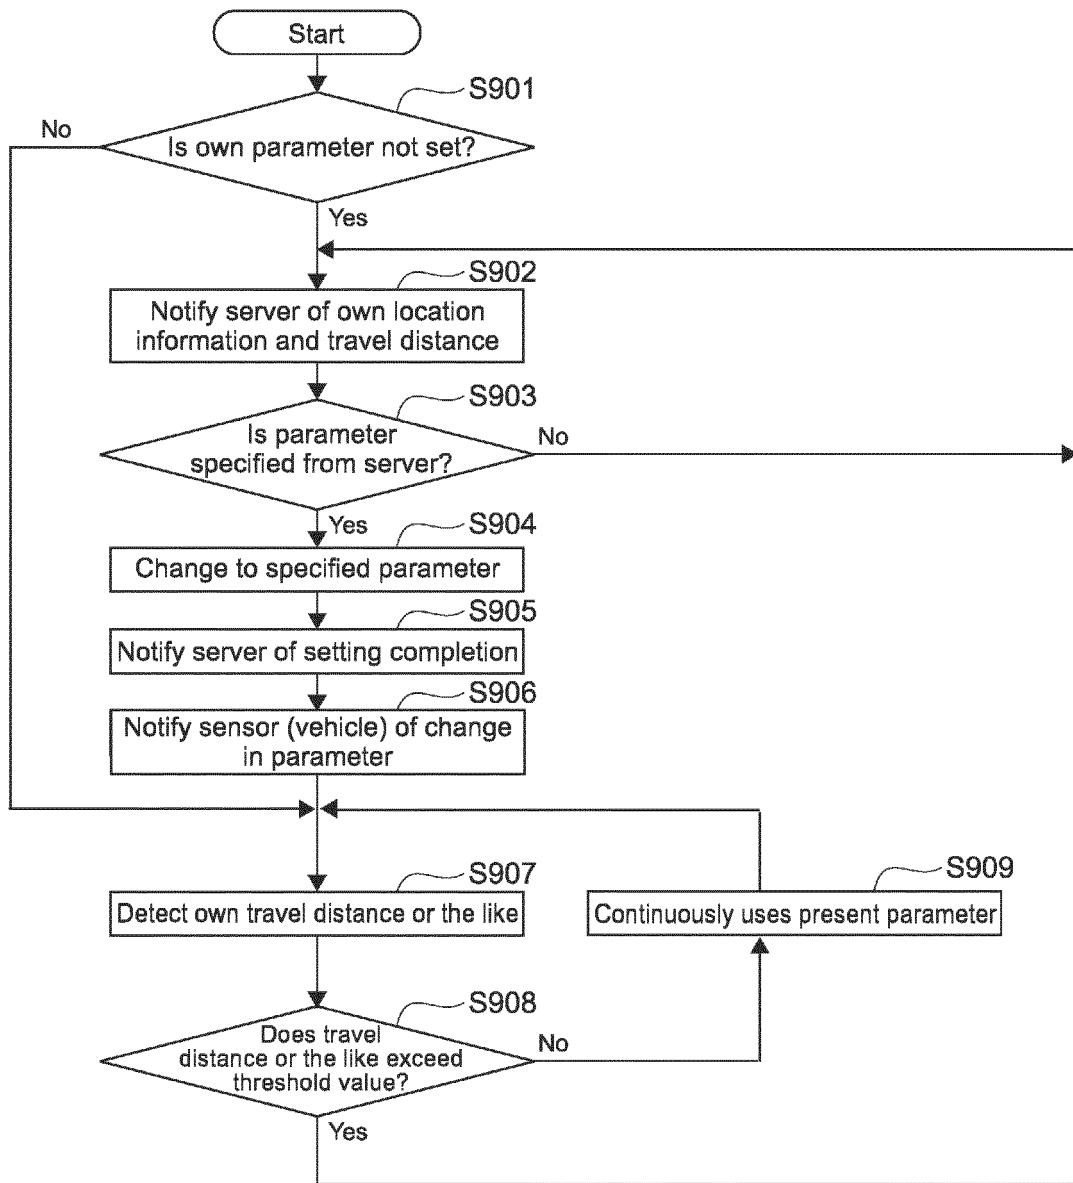 Start
S901
No
Is own parameter not set?
Yes
S902
Notify server of own location
information and travel distance
S903
Is parameter
specified from server?
No
Yes
S904
Change to specified parameter
S905
Notify server of setting completion
S906
Notify sensor (vehicle) of change
in parameter
S907
Detect own travel distance or the like
S909
Continuously uses present parameter
S908
Does travel
distance or the like exceed
threshold value?
No
Yes